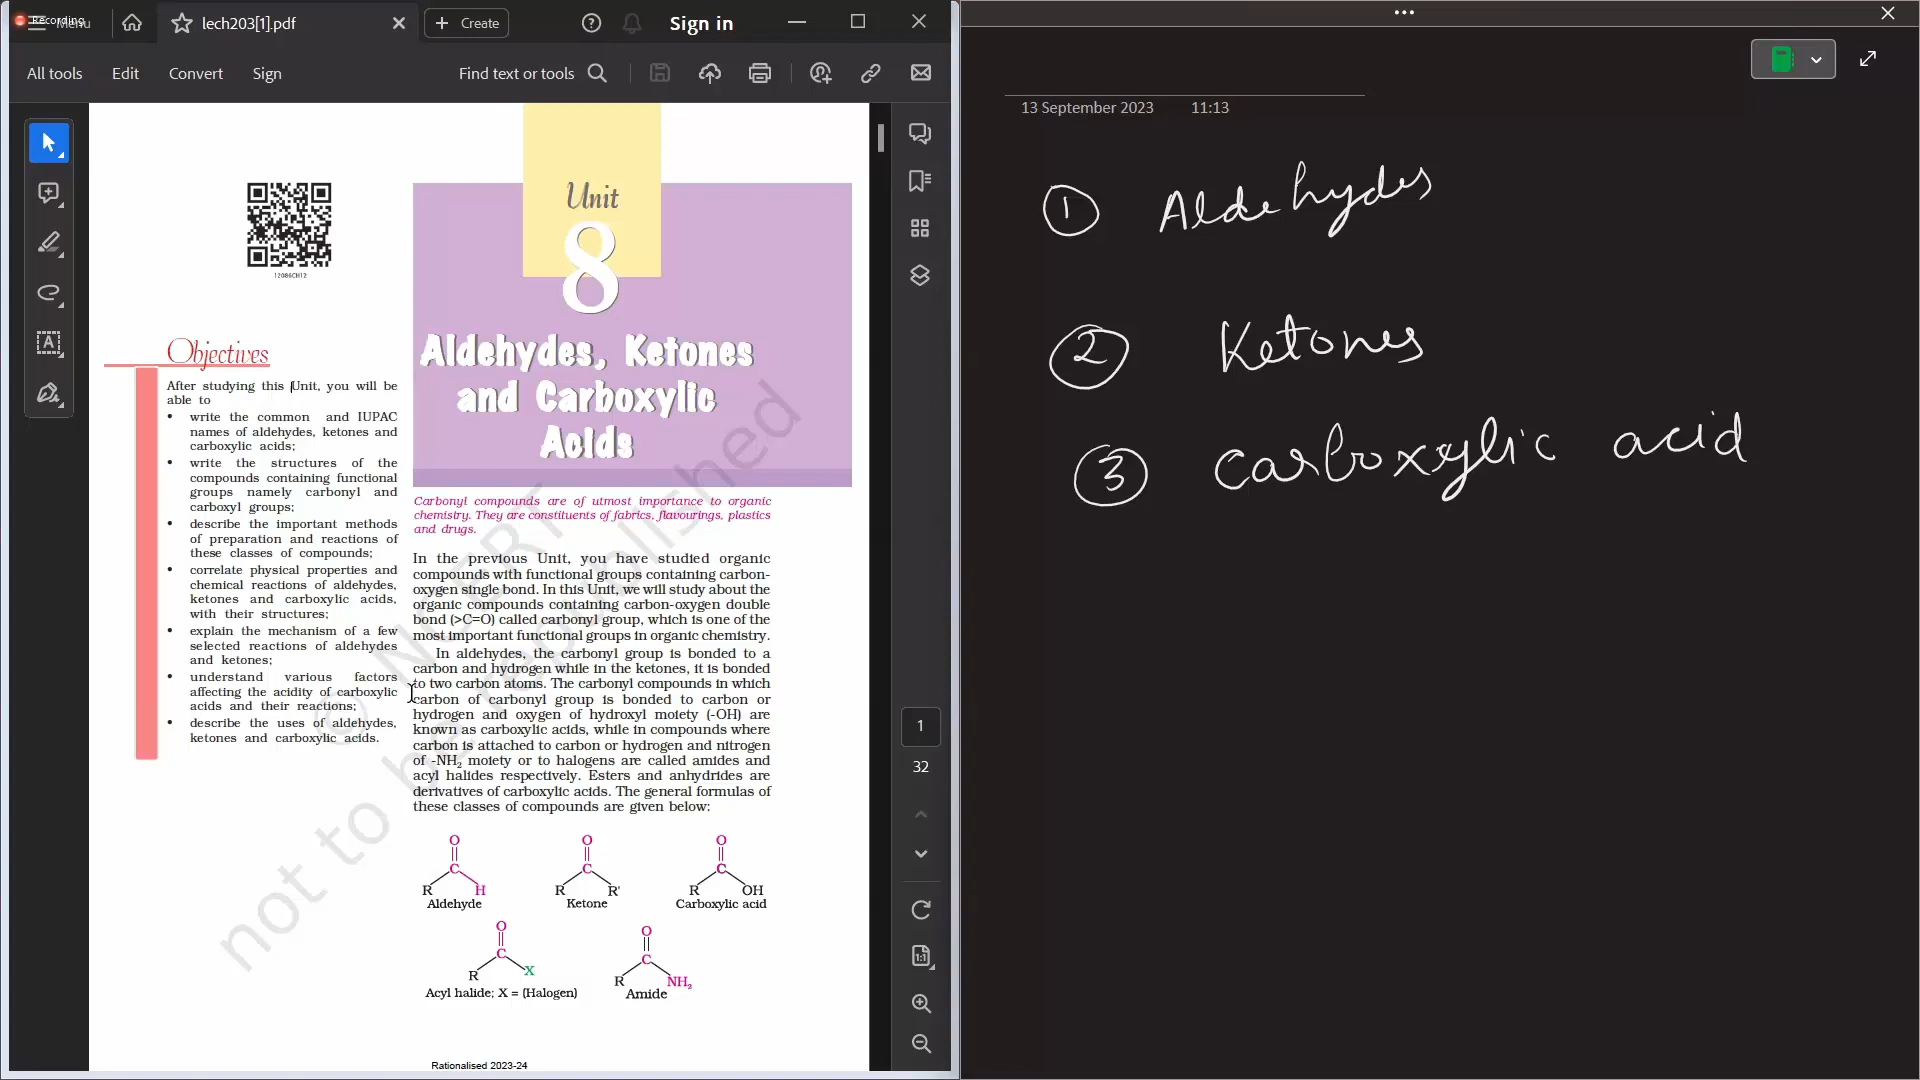 Recording
Menu
lech203[1].pdf
Create
Sign in
All tools
Edit
Convert
Sign
Find text or tools
12086CH12
Unit
8
Aldehydes, Ketones
and Carboxylic
Acids
Objectives
After studying this Unit, you will be
able to
• write the common and IUPAC
names of aldehydes, ketones and
carboxylic acids;
• write the structures of the
compounds containing functional
groups namely carbonyl and
carboxyl groups;
• describe the important methods
of preparation and reactions of
these classes of compounds;
• correlate physical properties and
chemical reactions of aldehydes,
ketones and carboxylic acids,
with their structures;
• explain the mechanism of a few
selected reactions of aldehydes
and ketones;
• understand various factors
affecting the acidity of carboxylic
acids and their reactions;
• describe the uses of aldehydes,
ketones and carboxylic acids.
Carbonyl compounds are of utmost importance to organic
chemistry. They are constituents of fabrics, flavourings, plastics
and drugs.
In the previous Unit, you have studied organic
compounds with functional groups containing carbon-
oxygen single bond. In this Unit, we will study about the
organic compounds containing carbon-oxygen double
bond (>C=O) called carbonyl group, which is one of the
most important functional groups in organic chemistry.
In aldehydes, the carbonyl group is bonded to a
carbon and hydrogen while in the ketones, it is bonded
to two carbon atoms. The carbonyl compounds in which
carbon of carbonyl group is bonded to carbon or
hydrogen and oxygen of hydroxyl moiety (-OH) are
known as carboxylic acids, while in compounds where
carbon is attached to carbon or hydrogen and nitrogen
of -NH₂ moiety or to halogens are called amides and
acyl halides respectively. Esters and anhydrides are
derivatives of carboxylic acids. The general formulas of
these classes of compounds are given below:
O O O
C C C
R H R R' R OH
Aldehyde Ketone Carboxylic acid
O O
C C
R X R NH₂
Acyl halide; X = (Halogen) Amide
Rationalised 2023-24
© NCERT
not to be republished
1
32
1:1
13 September 2023 11:13
1 Aldehydes
2 Ketones
3 Carboxylic acid